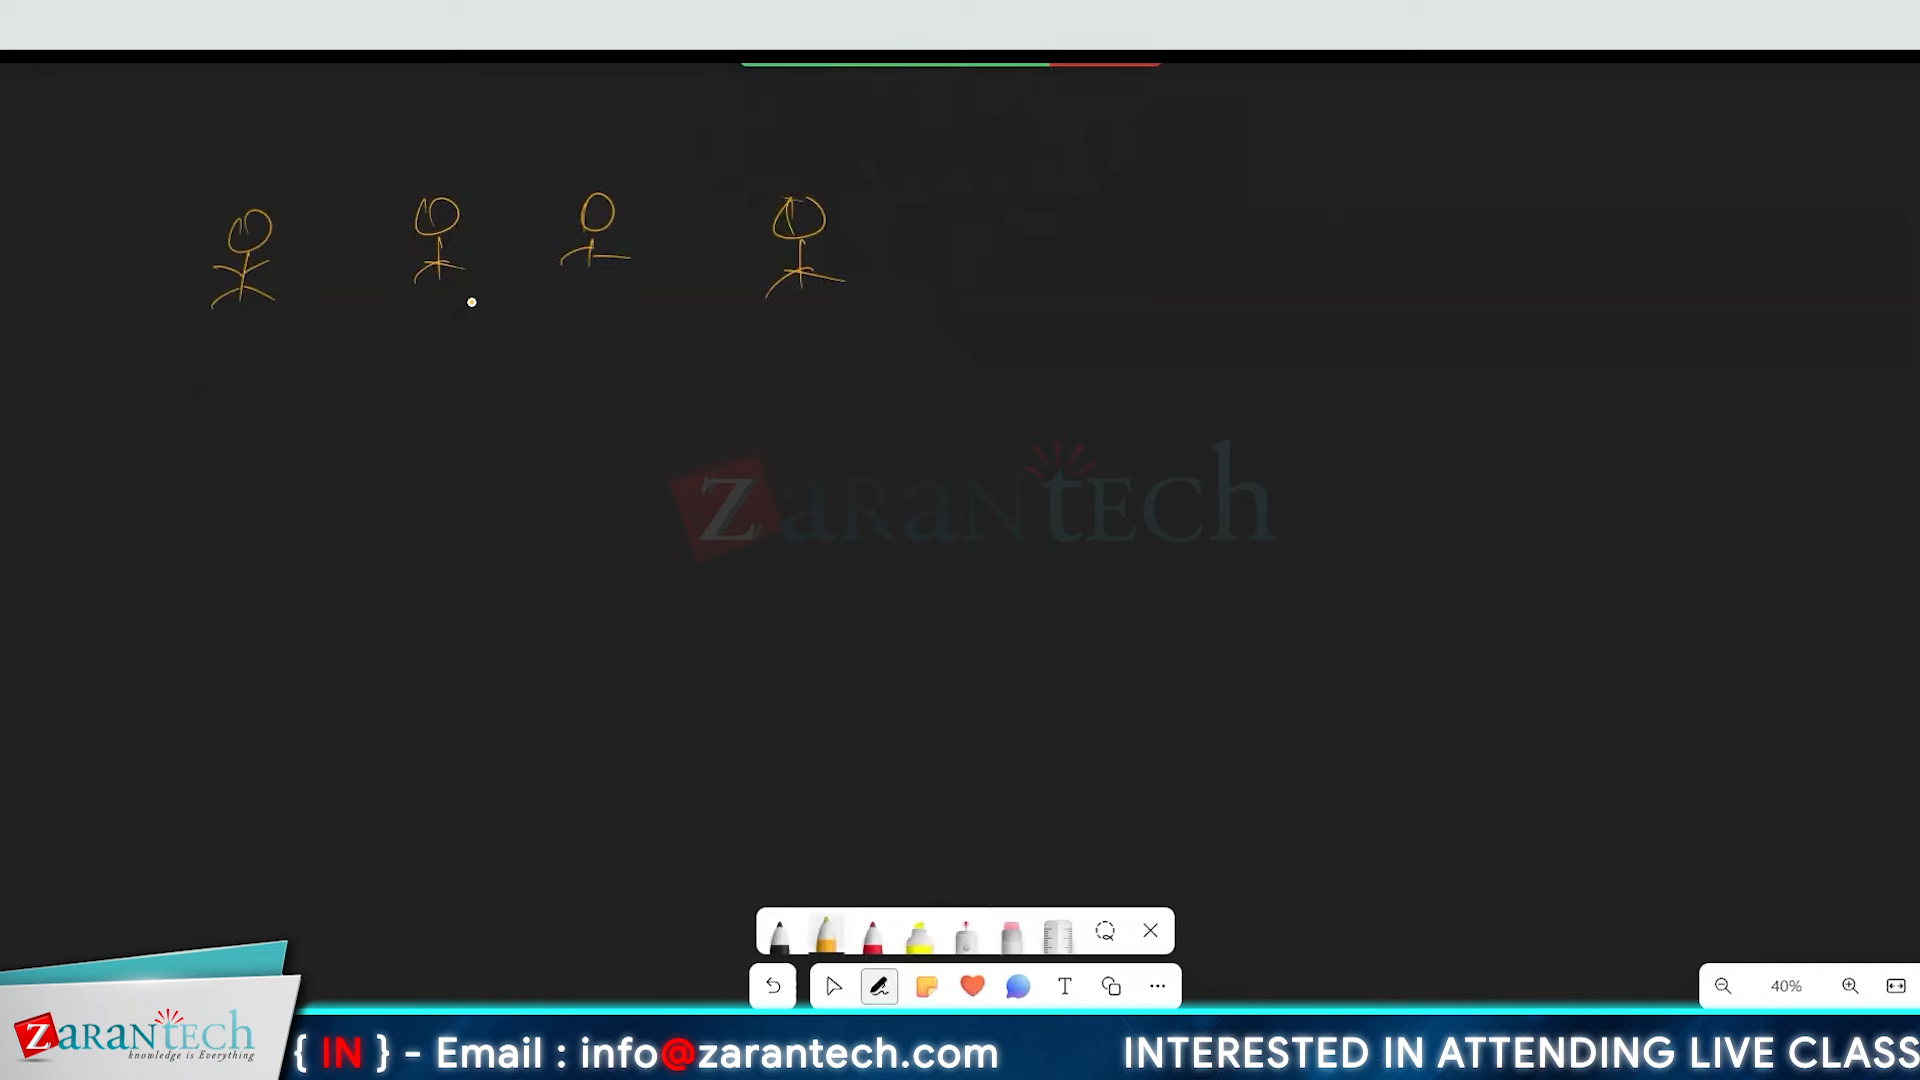 ZARANTECH
40%
ZARANTECH
knowledge is Everything
{ IN } - Email : info@zarantech.com
INTERESTED IN ATTENDING LIVE CLASS